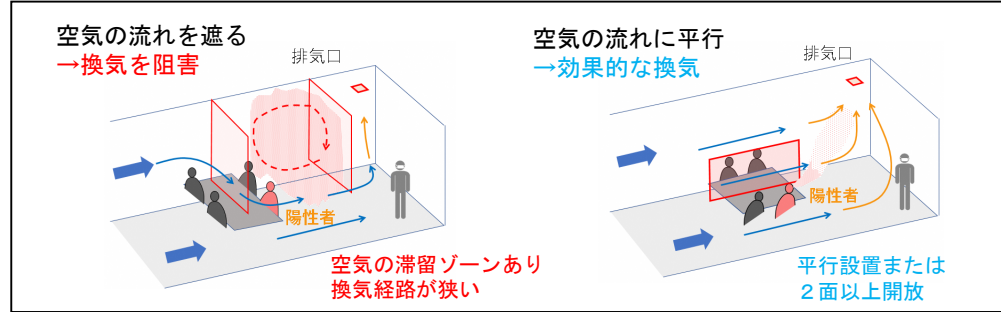 空気の流れを遮る
→換気を阻害
排気口
陽性者
空気の滞留ゾーンあり
換気経路が狭い
空気の流れに平行
→効果的な換気
排気口
陽性者
平行設置または
２面以上開放